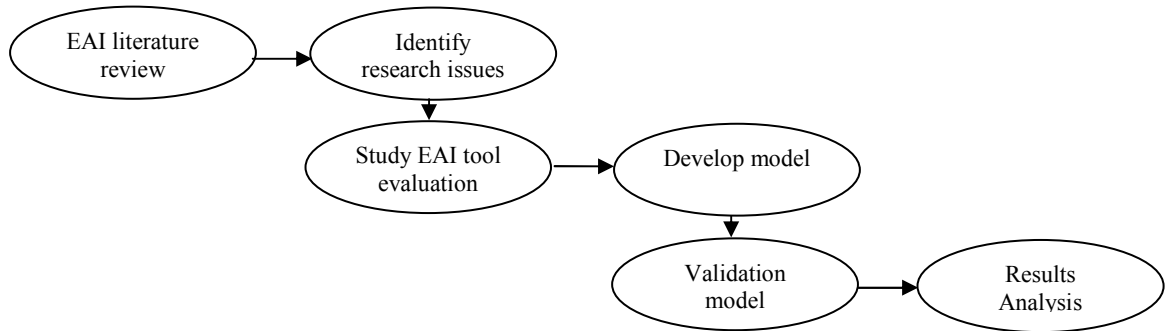 EAI literature
review
Identify
research issues
Study EAI tool
evaluation
Develop model
Validation
model
Results
Analysis